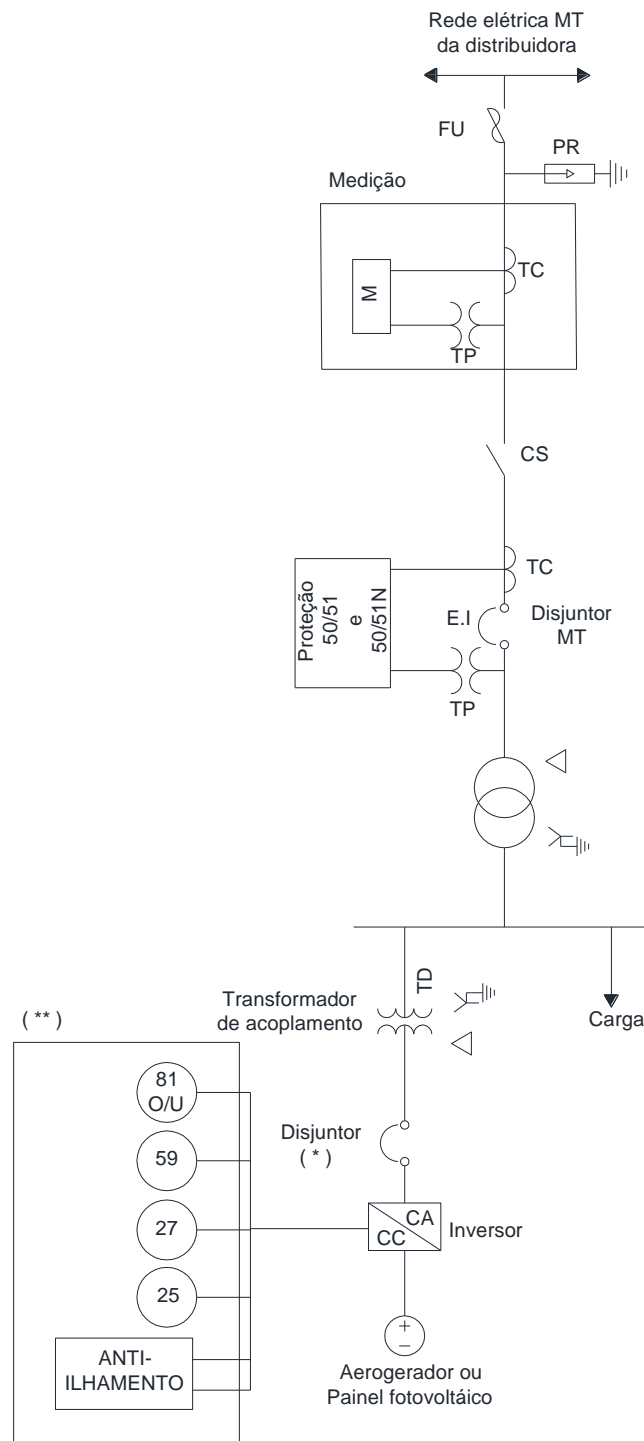 Rede elétrica MT
da distribuidora
FU
PR
Medição
TC
M
TP
CS
TC
Proteção
50/51
e
50/51N
E.I
Disjuntor
MT
TP
TD
Transformador
de acoplamento
Carga
( ** )
81
O/U
59
27
25
ANTI-
ILHAMENTO
Disjuntor
( * )
CA
CC
Inversor
Aerogerador ou
Painel fotovoltáico